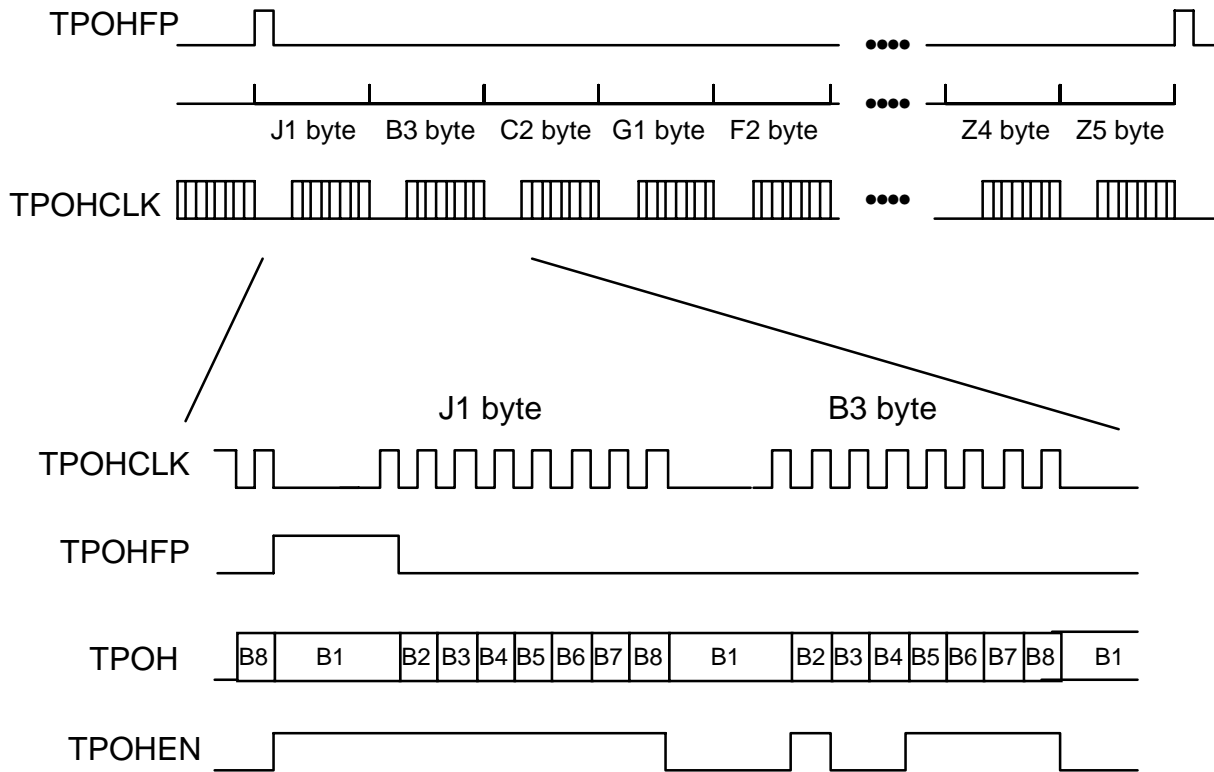 TPOHFP
J1 byte B3 byte C2 byte G1 byte F2 byte Z4 byte Z5 byte
TPOHCLK
J1 byte B3 byte
TPOHCLK
TPOHFP
TPOH B8 B1 B2 B3 B4 B5 B6 B7 B8 B1 B2 B3 B4 B5 B6 B7 B8 B1
TPOHEN